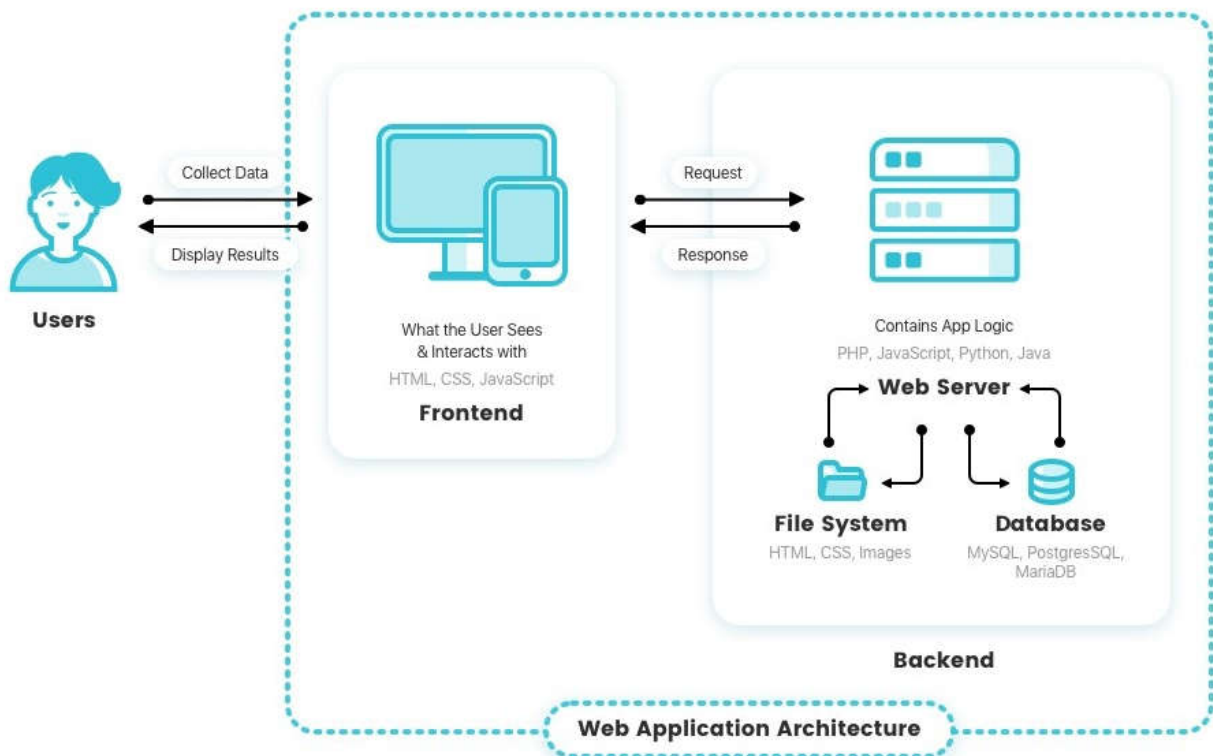 Collect Data
Display Results
Users
What the User Sees
& Interacts with
HTML, CSS, JavaScript
Frontend
Request
Response
Contains App Logic
PHP, JavaScript, Python, Java
Web Server
File System
HTML, CSS, Images
Database
MySQL, PostgresSQL,
MariaDB
Backend
Web Application Architecture